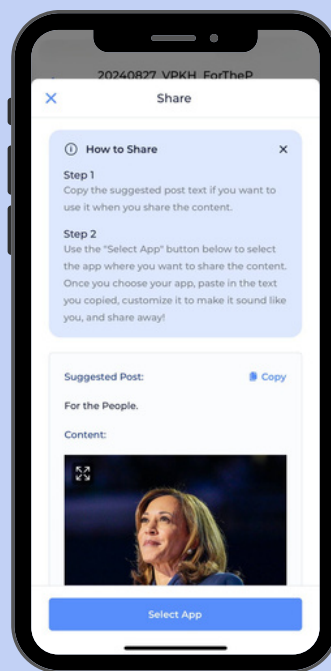 20240827_VPKH_ForTheP
Share
How to Share
Step 1
Copy the suggested post text if you want to
use it when you share the content.
Step 2
Use the "Select App" button below to select
the app where you want to share the content.
Once you choose your app, paste in the text
you copied, customize it to make it sound like
you, and share away!
Suggested Post:
Copy
For the People.
Content:
Select App